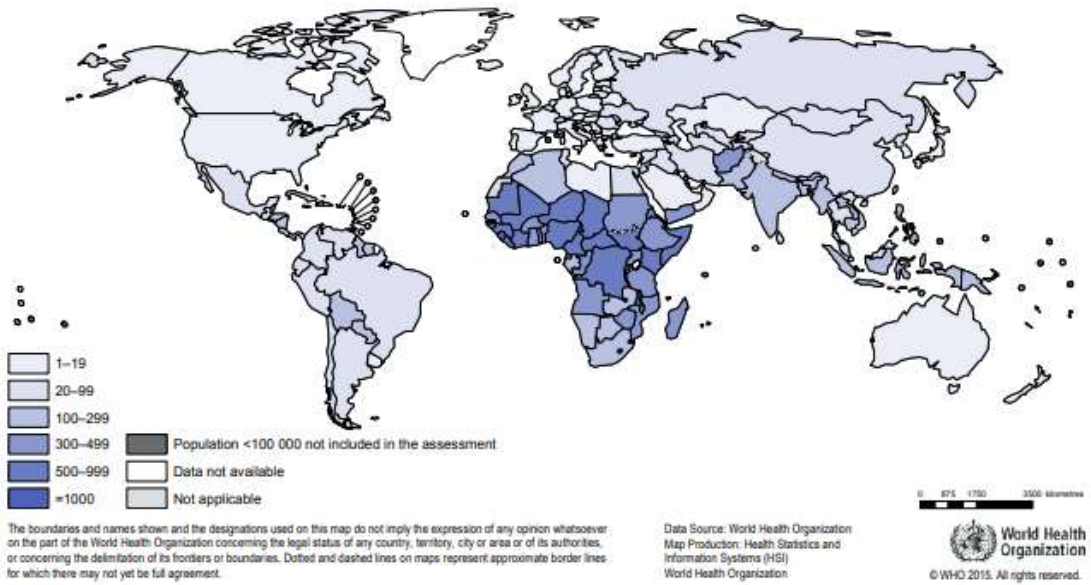 1–19
20–99
100–299
300–499
500–999
=1000
Population <100 000 not included in the assessment
Data not available
Not applicable
0 875 1750 3500 kilometres
The boundaries and names shown and the designations used on this map do not imply the expression of any opinion whatsoever
on the part of the World Health Organization concerning the legal status of any country, territory, city or area or of its authorities,
or concerning the delimitation of its frontiers or boundaries. Dotted and dashed lines on maps represent approximate border lines
for which there may not yet be full agreement.
Data Source: World Health Organization
Map Production: Health Statistics and
Information Systems (HSI)
World Health Organization
World Health
Organization
© WHO 2015. All rights reserved.